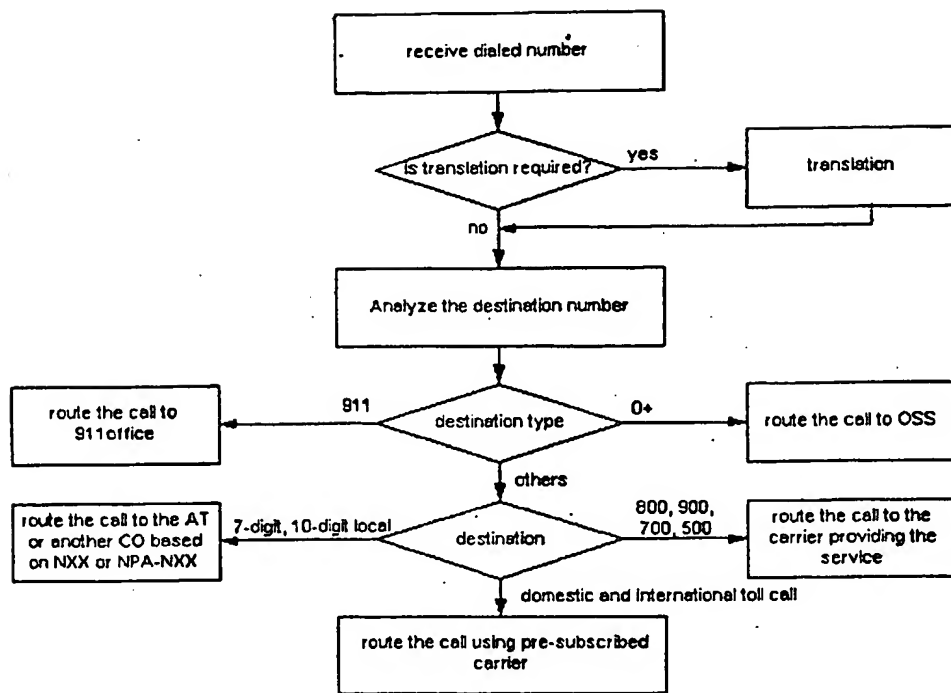 receive dialed number
is translation required?
yes
translation
no
Analyze the destination number
route the call to
911 office
911
destination type
0+
route the call to OSS
others
route the call to the AT
or another CO based
on NXX or NPA-NXX
7-digit, 10-digit local
destination
800, 900,
700, 500
route the call to the
carrier providing the
service
domestic and international toll call
route the call using pre-subscribed
carrier